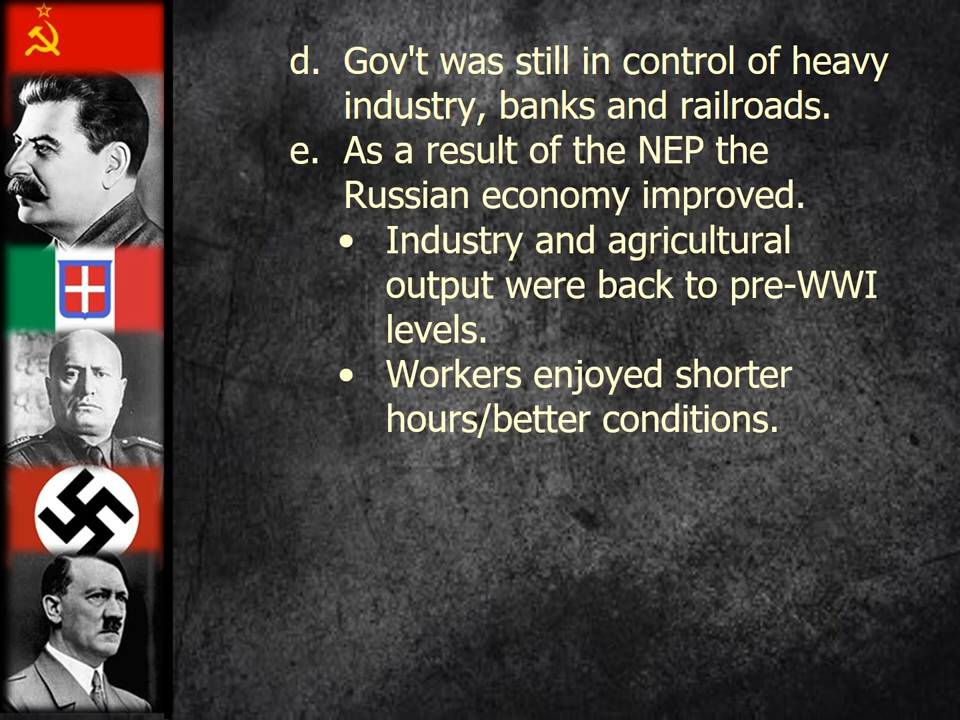 d. Gov't was still in control of heavy
industry, banks and railroads.
e. As a result of the NEP the
Russian economy improved.
• Industry and agricultural
output were back to pre-WWI
levels.
• Workers enjoyed shorter
hours/better conditions.